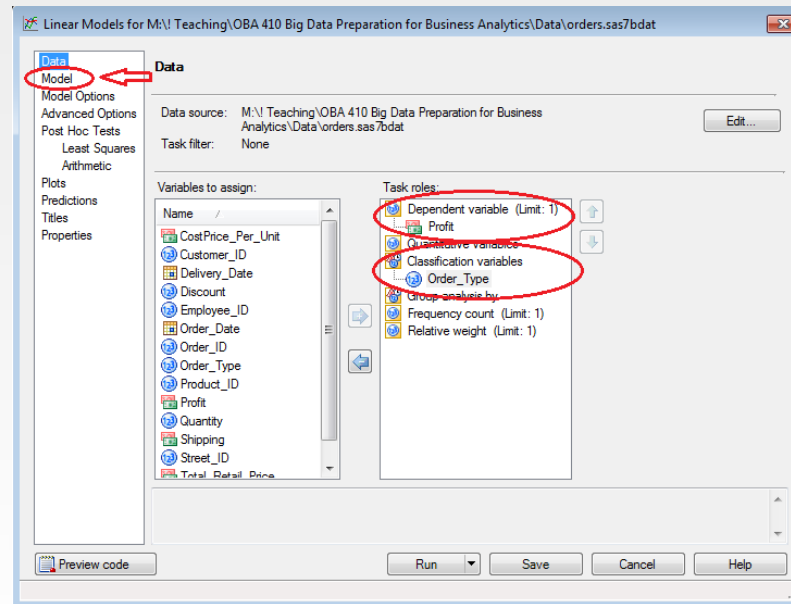 Linear Models for M:\! Teaching\OBA 410 Big Data Preparation for Business Analytics\Data\orders.sas7bdat
Data
Model
Model Options
Advanced Options
Post Hoc Tests
Least Squares
Arithmetic
Plots
Predictions
Titles
Properties
Data
Data source: M:\! Teaching\OBA 410 Big Data Preparation for Business
Analytics\Data\orders.sas7bdat
Task filter: None
Edit...
Variables to assign:
Name
CostPrice_Per_Unit
Customer_ID
Delivery_Date
Discount
Employee_ID
Order_Date
Order_ID
Order_Type
Product_ID
Profit
Quantity
Shipping
Street_ID
Total_Retail_Price
Task roles:
Dependent variable (Limit: 1)
Profit
Quantitative variables
Classification variables
Order_Type
Group analysis by
Frequency count (Limit: 1)
Relative weight (Limit: 1)
Preview code
Run
Save
Cancel
Help